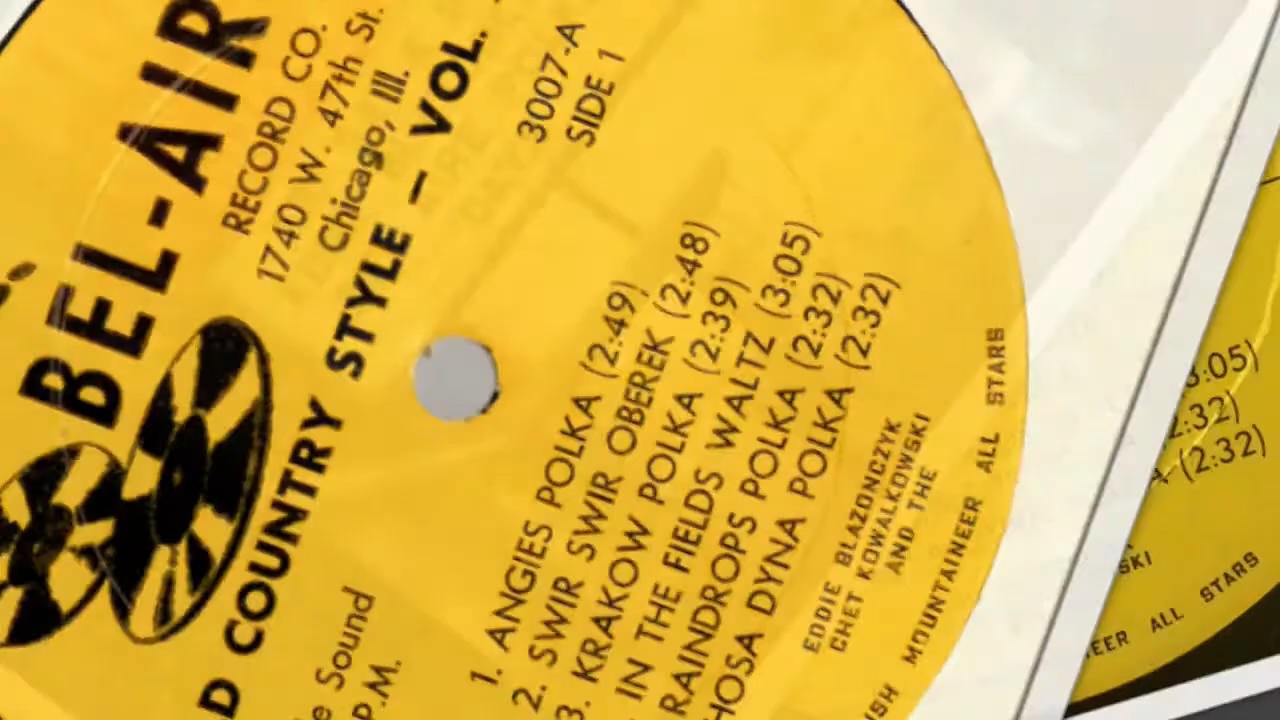 BEL-AIR
RECORD CO.
1740 W. 47th St.
Chicago, Ill.
COUNTRY STYLE - VOL.
30007-A
SIDE 1
Sound
P.M.
1. ANGIES POLKA (2:49)
2. SWIR SWIR OBEREK (2:48)
3. KRAKOW POLKA (2:39)
IN THE FIELDS WALTZ (3:05)
RAINDROPS POLKA (2:32)
HOSA DYNA POLKA (2:32)
EDDIE BLAZONCZYK
CHET KOWALKOWSKI
AND THE
ISH MOUNTAINEER ALL STARS
3:05)
2:32)
(2:32)
SKI
EER ALL STARS